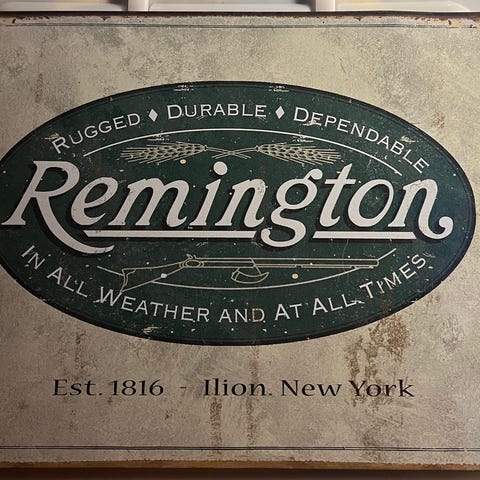 RUGGED ♦ DURABLE ♦ DEPENDABLE
Remington
IN ALL WEATHER AND AT ALL TIMES
Est. 1816 - Ilion. New York